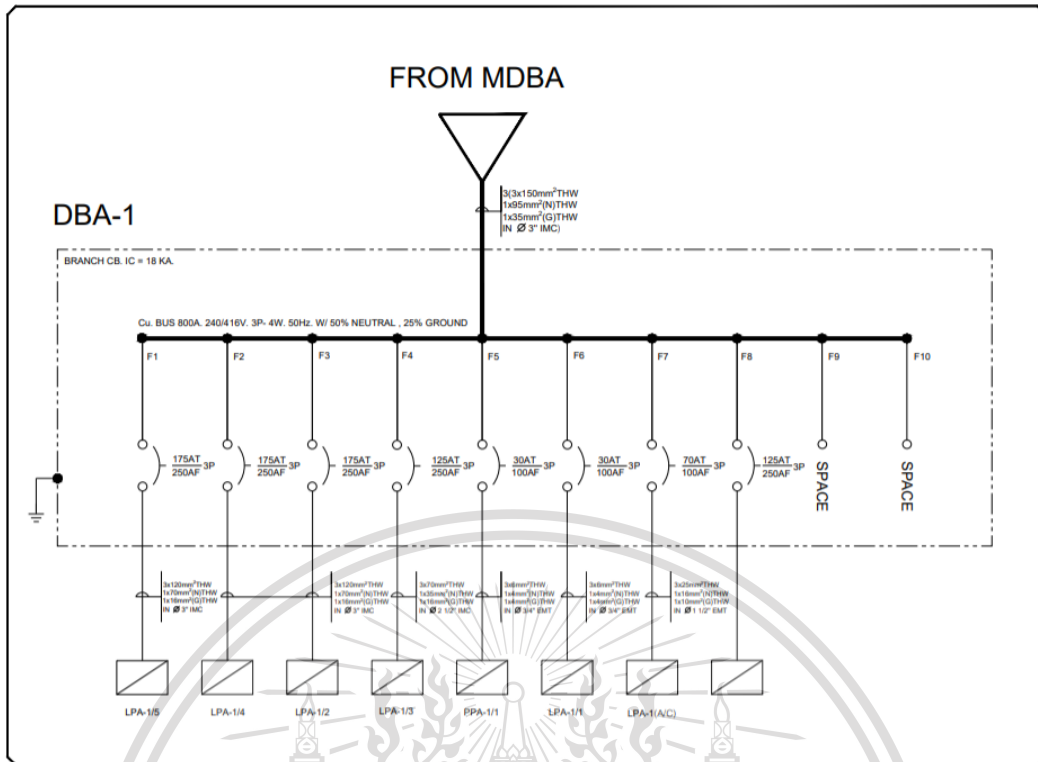 FROM MDBA
3(3x150mm²THW
1x95mm²(N)THW
1x35mm²(G)THW
IN Ø 3" IMC)
DBA-1
BRANCH CB. IC = 18 KA.
Cu. BUS 800A. 240/416V. 3P- 4W. 50Hz. W/ 50% NEUTRAL , 25% GROUND
F1
F2
F3
F4
F5
F6
F7
F8
F9
F10
175AT
250AF
3P
175AT
250AF
3P
175AT
250AF
3P
125AT
250AF
3P
30AT
100AF
3P
30AT
100AF
3P
70AT
100AF
3P
125AT
250AF
3P
SPACE
SPACE
3x120mm²THW
1x70mm²(N)THW
1x16mm²(G)THW
IN Ø 3" IMC
3x120mm²THW
1x70mm²(N)THW
1x16mm²(G)THW
IN Ø 3" IMC
3x70mm²THW
1x35mm²(N)THW
1x16mm²(G)THW
IN Ø 2 1/2" IMC
3x6mm²THW
1x4mm²(N)THW
1x4mm²(G)THW
IN Ø 3/4" EMT
3x6mm²THW
1x4mm²(N)THW
1x4mm²(G)THW
IN Ø 3/4" EMT
3x25mm²THW
1x16mm²(N)THW
1x10mm²(G)THW
IN Ø 1 1/2" EMT
LPA-1/5
LPA-1/4
LPA-1/2
LPA-1/3
PPA-1/1
LPA-1/1
LPA-1(A/C)